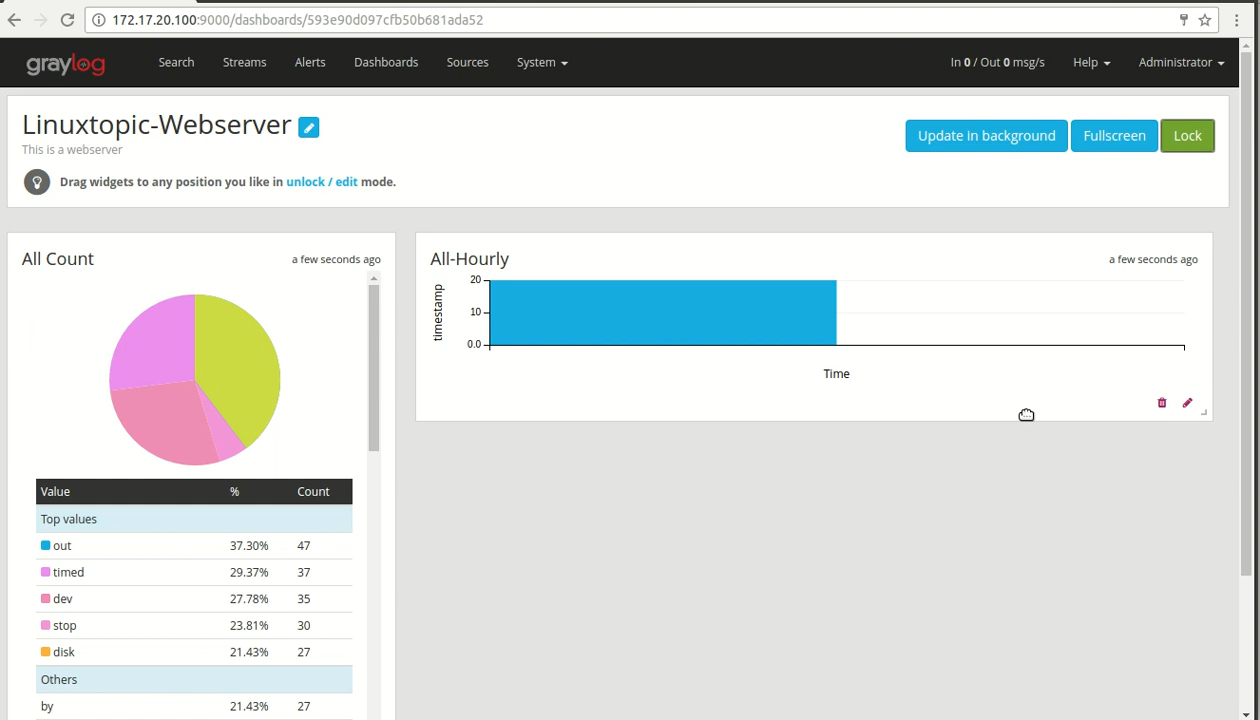 172.17.20.100:9000/dashboards/593e90d097cfb50b681ada52
graylog Search Streams Alerts Dashboards Sources System In 0 / Out 0 msg/s Help Administrator
Linuxtopic-Webserver
This is a webserver
Update in background Fullscreen Lock
Drag widgets to any position you like in unlock / edit mode.
All Count a few seconds ago
Value % Count
Top values
out 37.30% 47
timed 29.37% 37
dev 27.78% 35
stop 23.81% 30
disk 21.43% 27
Others
by 21.43% 27
All-Hourly a few seconds ago
timestamp
20
10
0.0
Time